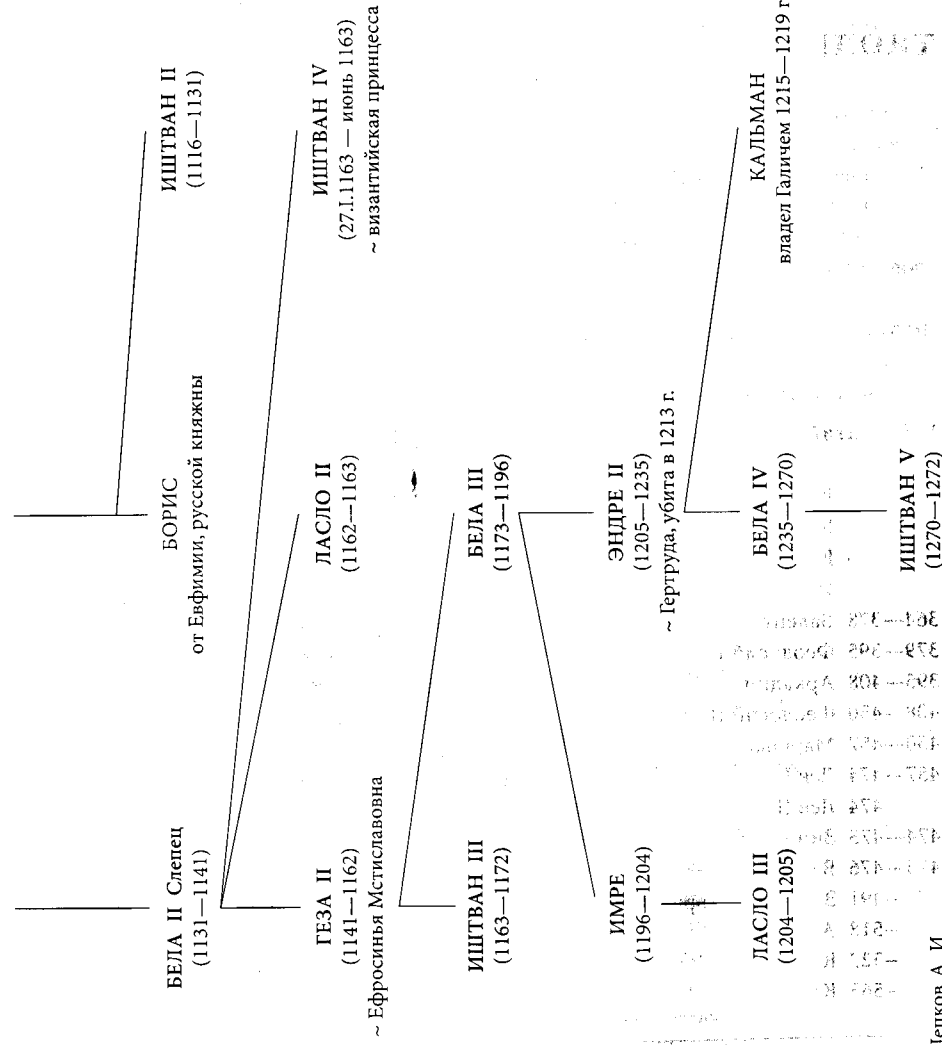 БЕЛА II Слепец
(1131—1141)
БОРИС
от Евфимии, русской княжны
ИШТВАН II
(1116—1131)
ГЕЗА II
(1141—1162)
~ Ефросинья Мстиславовна
ЛАСЛО II
(1162—1163)
ИШТВАН IV
(27.I.1163 — июнь 1163)
~ византийская принцесса
ИШТВАН III
(1163—1172)
БЕЛА III
(1173—1196)
ИМРЕ
(1196—1204)
ЭНДРЕ II
(1205—1235)
~ Гертруда, убита в 1213 г.
ЛАСЛО III
(1204—1205)
БЕЛА IV
(1235—1270)
КАЛЬМАН
владел Галичем 1215—1219 г
ИШТВАН V
(1270—1272)
А. И.